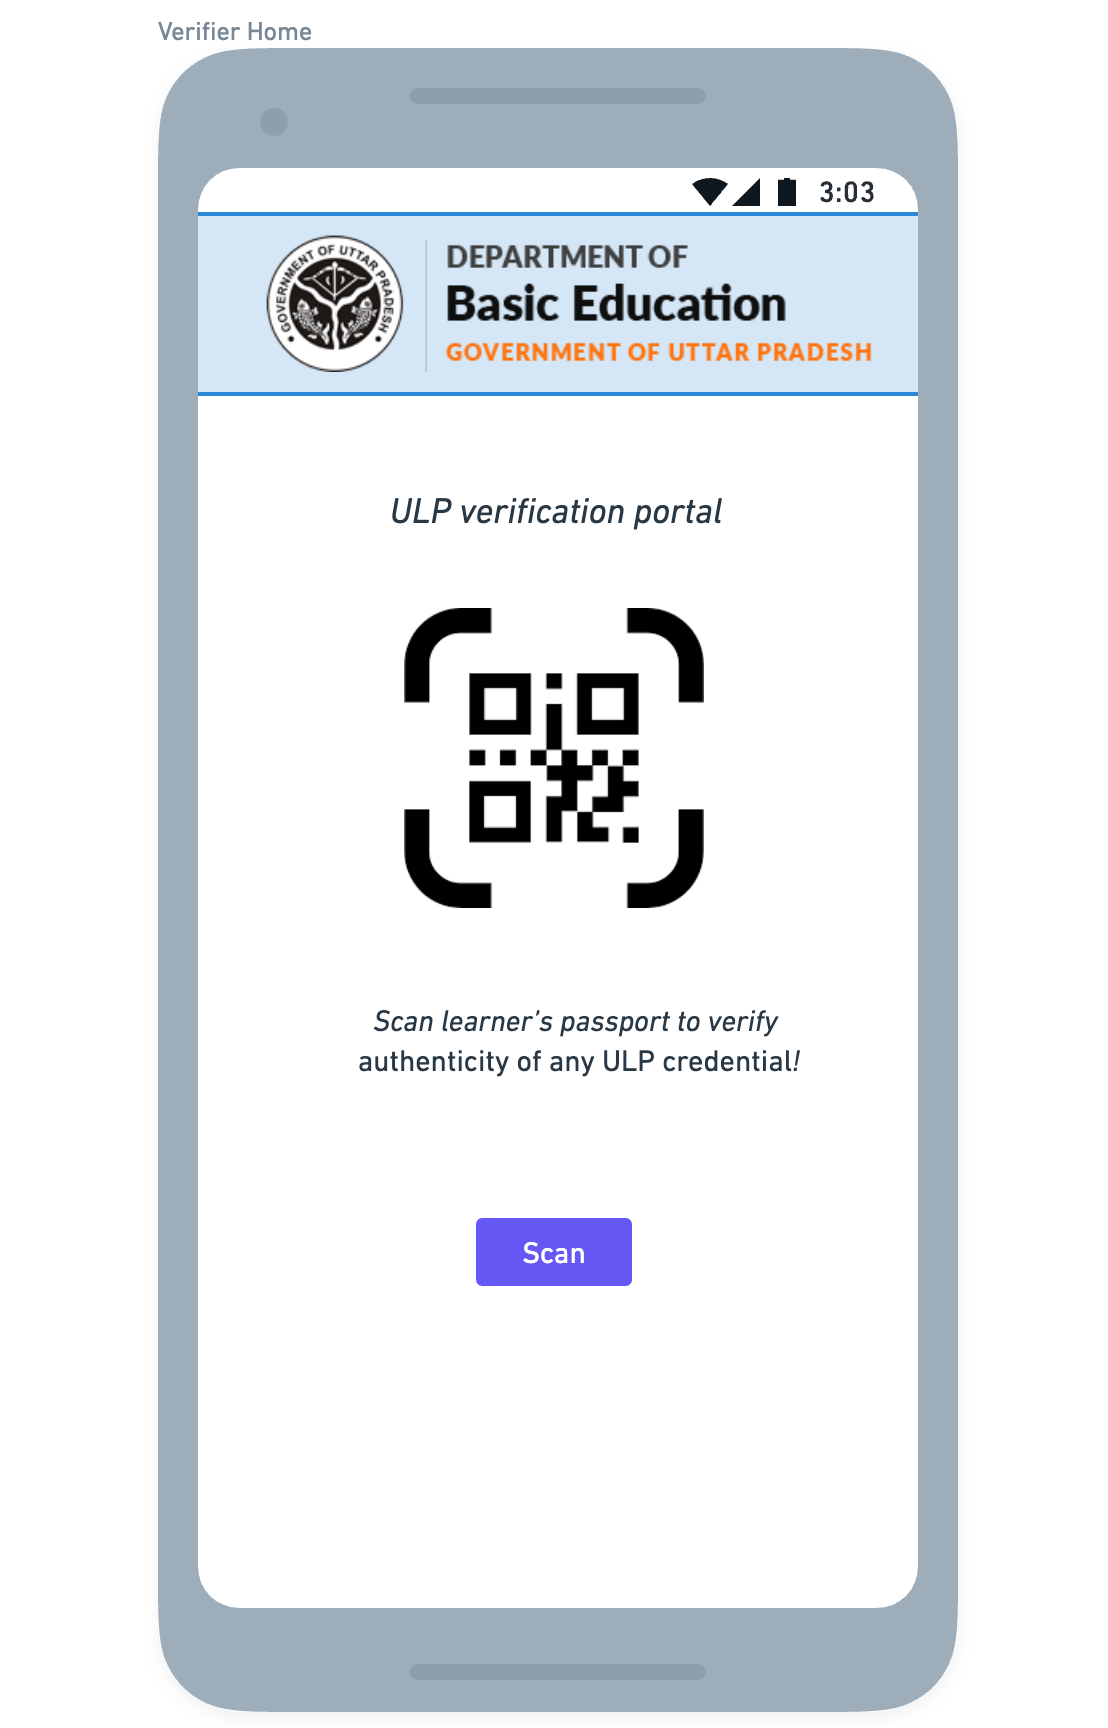 Verifier Home
3:03
GOVERNMENT OF UTTAR PRADESH
DEPARTMENT OF
Basic Education
GOVERNMENT OF UTTAR PRADESH
ULP verification portal
Scan learner’s passport to verify
authenticity of any ULP credential!
Scan